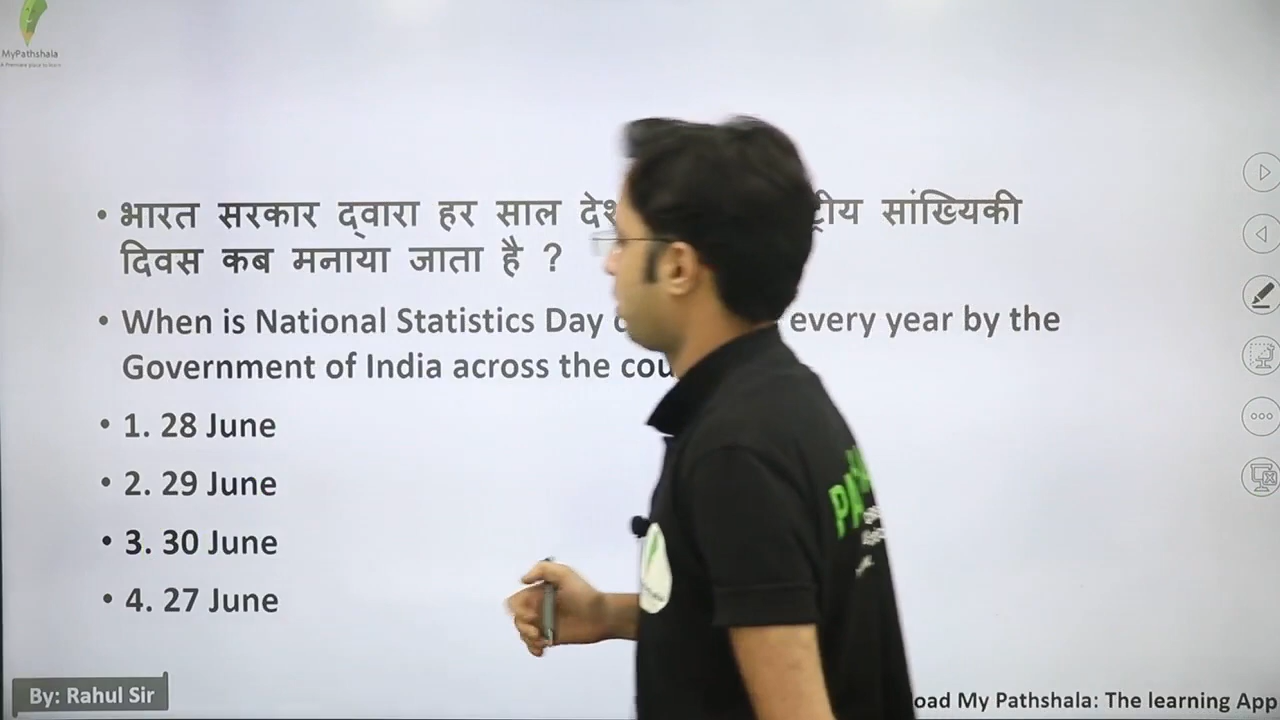 MyPathshala
भारत सरकार द्वारा हर साल सांख्यिकी
दिवस कब मनाया जाता है ?
When is National Statistics Day every year by the
Government of India across the
1. 28 June
2. 29 June
3. 30 June
4. 27 June
By: Rahul Sir
My Pathshala: The learning App